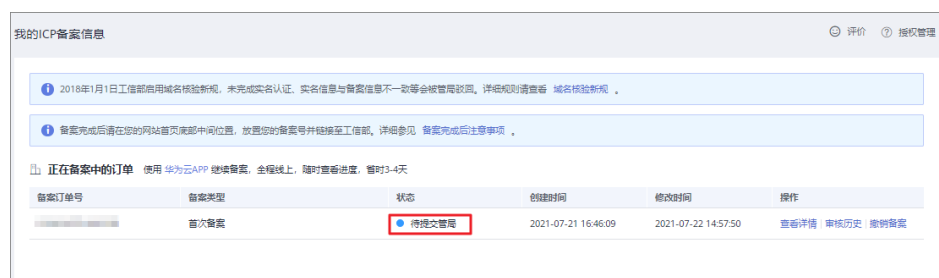 我的ICP备案信息 评价 授权管理
2018年1月1日工信部启用域名核验新规，未完成实名认证，实名信息与备案信息不一致等会被管局驳回。详细规则请查看 域名核验新规 。
备案完成后请在您的网站首页底部中间位置，放置您的备案号并链接至工信部。详细参见 备案完成后注意事项 。
正在备案中的订单 使用 华为云APP 继续备案，全程线上，随时查看进度，省时3-4天
备案订单号 备案类型 状态 创建时间 修改时间 操作
首次备案 待提交管局 2021-07-21 16:46:09 2021-07-22 14:57:50 查看详情 | 审核历史 | 撤销备案